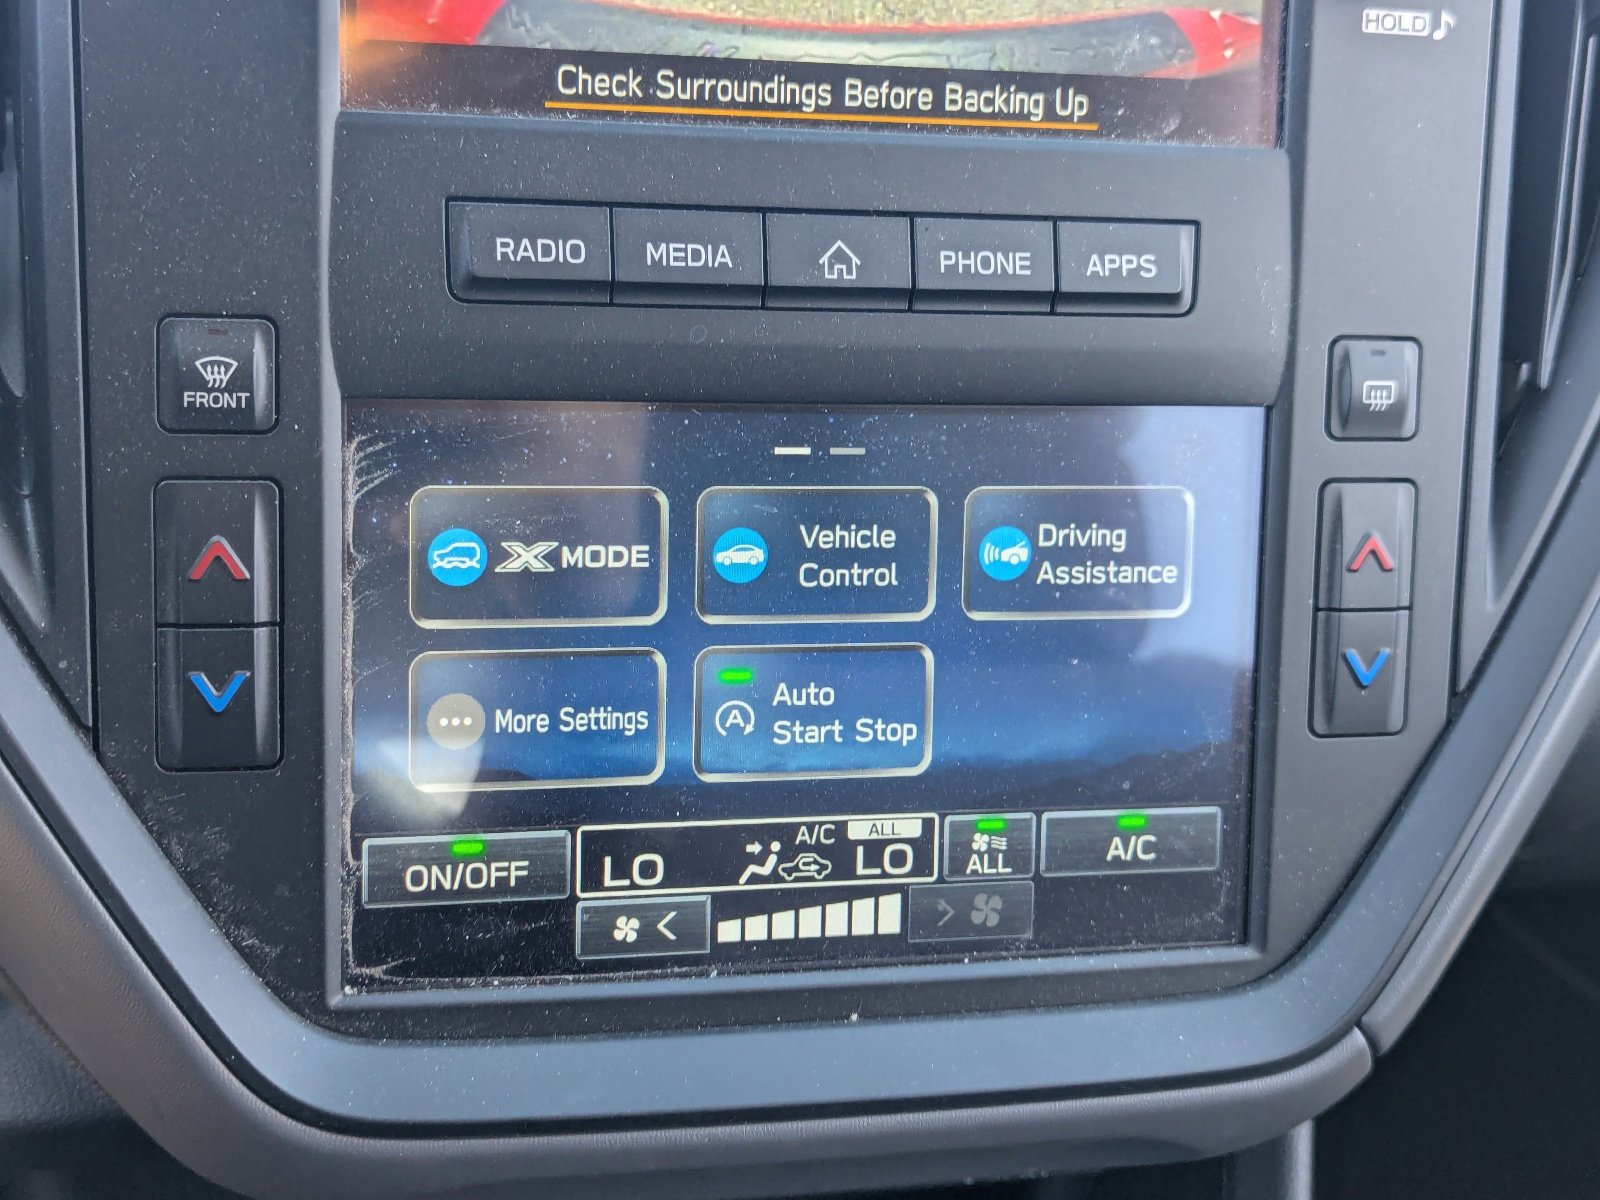 HOLD
Check Surroundings Before Backing Up
RADIO MEDIA PHONE APPS
FRONT
X MODE
Vehicle
Control
Driving
Assistance
More Settings
A
Auto
Start Stop
ON/OFF
LO
A/C
ALL
LO
ALL
A/C